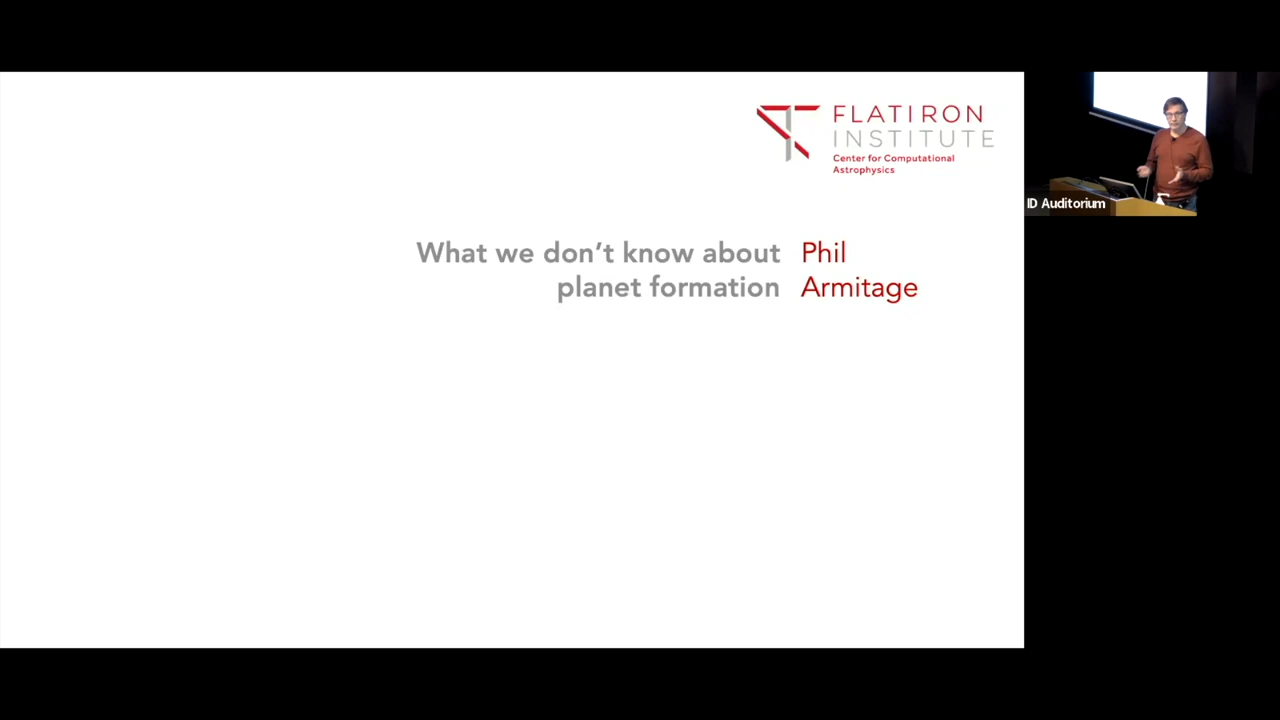 FLATIRON
INSTITUTE
Center for Computational
Astrophysics
What we don't know about
planet formation
Phil
Armitage
ID Auditorium